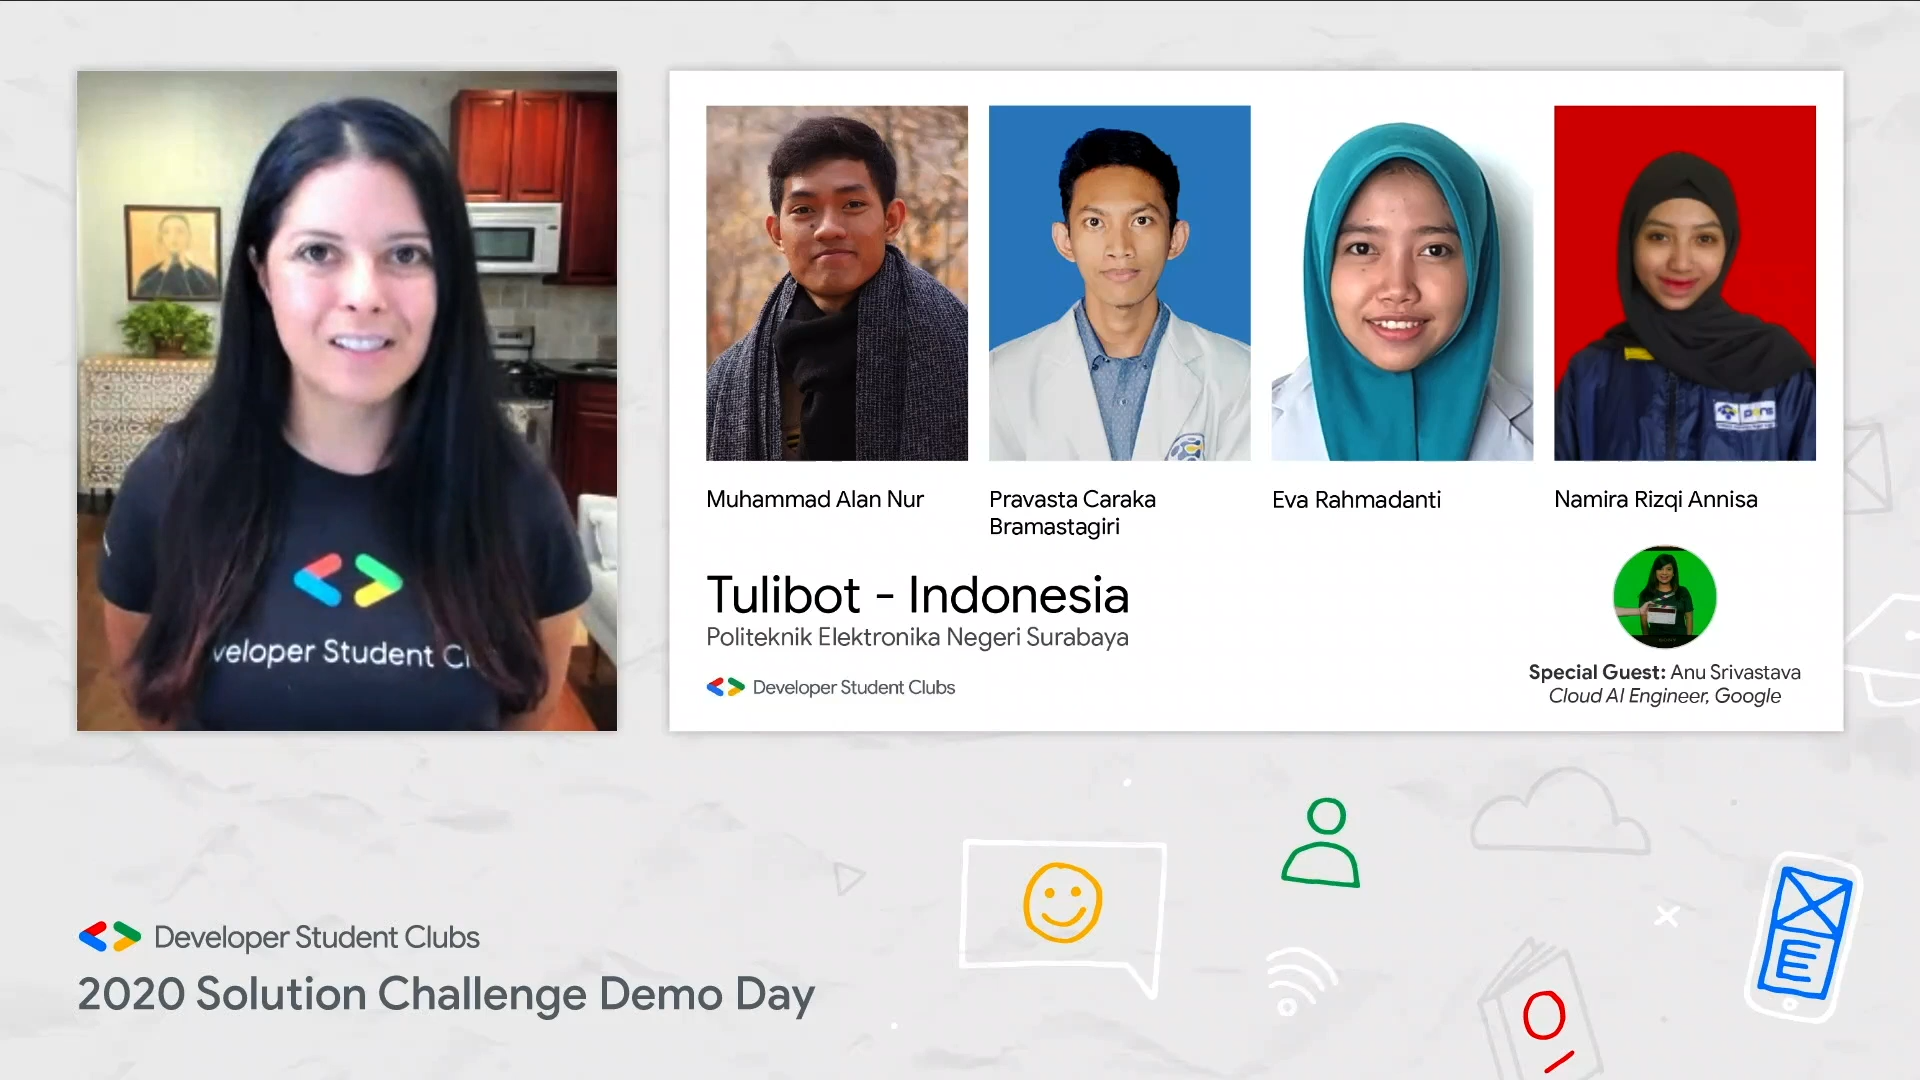 veloper Student Cl
Muhammad Alan Nur
Pravasta Caraka
Bramastagiri
Eva Rahmadanti
Namira Rizqi Annisa
Tulibot - Indonesia
Politeknik Elektronika Negeri Surabaya
Developer Student Clubs
Special Guest: Anu Srivastava
Cloud AI Engineer, Google
Developer Student Clubs
2020 Solution Challenge Demo Day